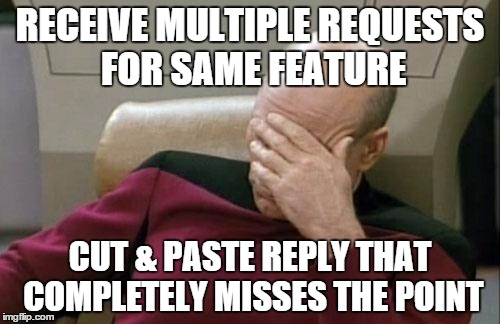 RECEIVE MULTIPLE REQUESTS
FOR SAME FEATURE
CUT & PASTE REPLY THAT
COMPLETELY MISSES THE POINT
imgflip.com